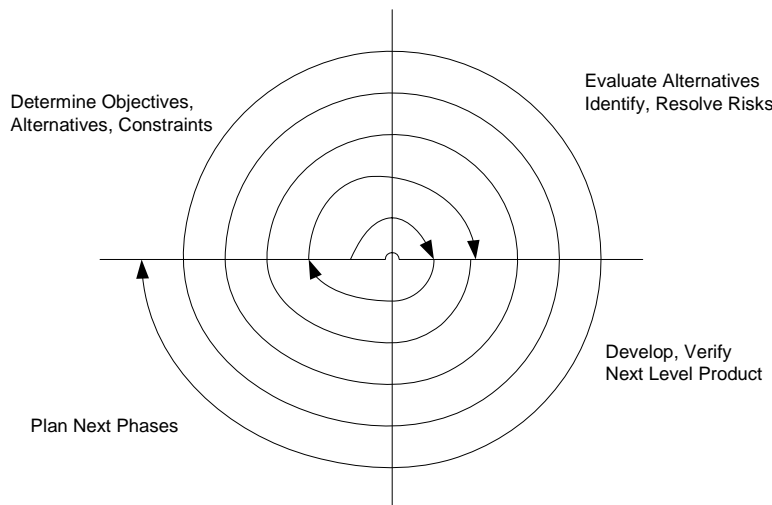 Determine Objectives,
Alternatives, Constraints
Evaluate Alternatives
Identify, Resolve Risks
Develop, Verify
Next Level Product
Plan Next Phases